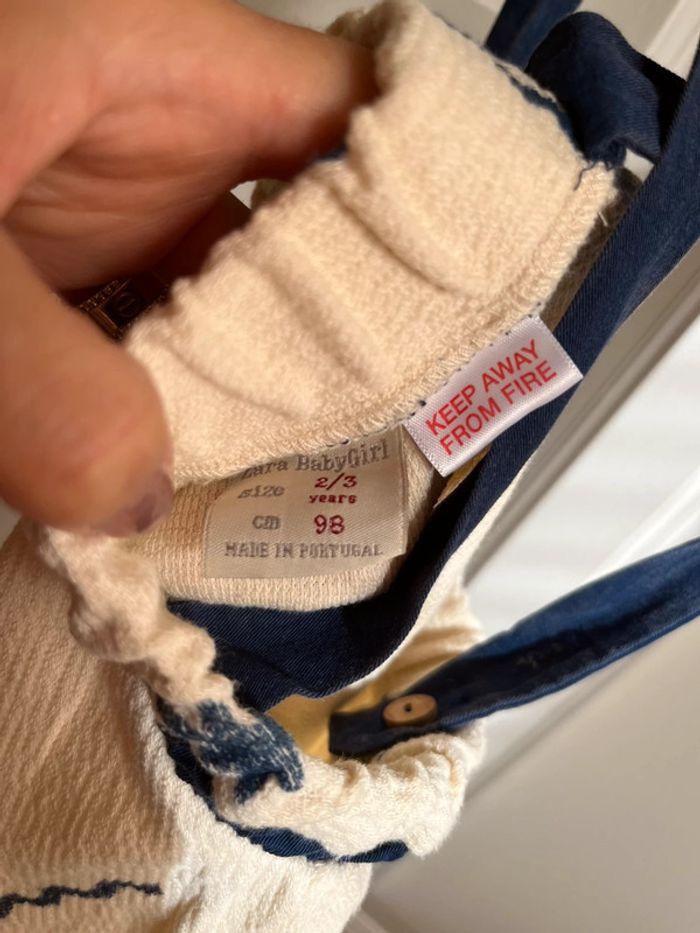 KEEP AWAY
FROM FIRE
Zara BabyGirl
size 2/3
years
cm 98
MADE IN PORTUGAL